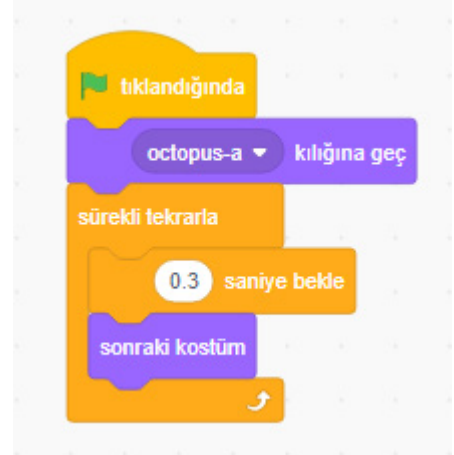 tıklandığında
octopus-a kılığına geç
sürekli tekrarla
0.3 saniye bekle
sonraki kostüm